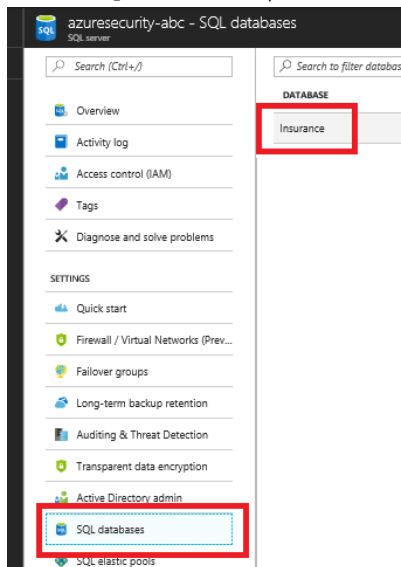 azuresecurity-abc - SQL databases
SQL server
Search (Ctrl+/)
Overview
Activity log
Access control (IAM)
Tags
Diagnose and solve problems
SETTINGS
Quick start
Firewall / Virtual Networks (Prev...
Failover groups
Long-term backup retention
Auditing & Threat Detection
Transparent data encryption
Active Directory admin
SQL databases
SQL elastic pools
Search to filter databas
DATABASE
Insurance